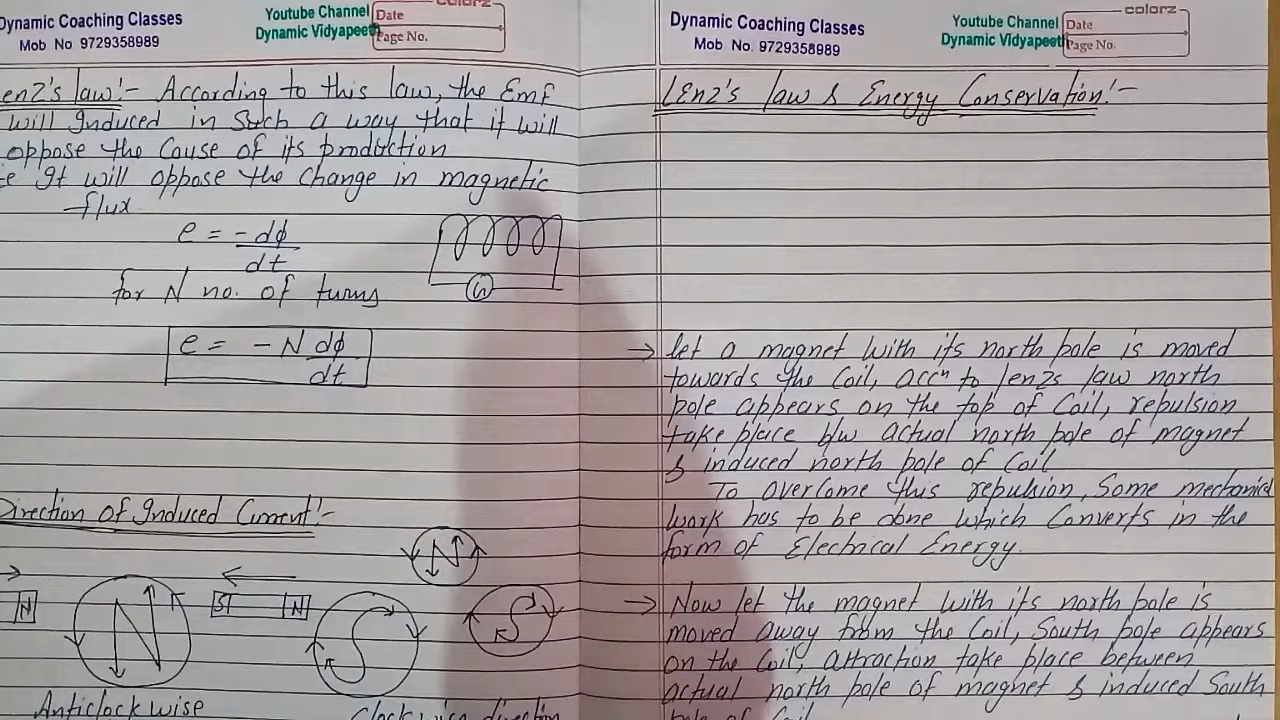 Dynamic Coaching Classes
Mob No 9729358989
Youtube Channel
Dynamic Vidyapeeth
colorz
Date
Page No.
enz's law:- According to this law, the Emf
will Induced in Such a way that it will
oppose the Cause of its production
e It will oppose the change in magnetic
flux
e = -dϕ
dt
for N no. of turns
G
e = -N dϕ
dt
Direction of Induced Current:-
N
N
S
N
S
N
S
Anticlockwise
Clockwise direction
Dynamic Coaching Classes
Mob No 9729358989
Youtube Channel
Dynamic Vidyapeeth
colorz
Date
Page No.
LEnz's law & Energy Conservation:-
→ let a magnet with its north pole is moved
towards the Coil, accⁿ to lenzs law north
pole appears on the top of Coil, repulsion
take place b/w actual north pole of magnet
& induced north pole of Coil
To overcome this repulsion, Some mechanical
work has to be done which Converts in the
form of Electrical Energy.
→ Now let the magnet with its north pole is
moved away from the Coil, South pole appears
on the Coil, attraction take place between
actual north pole of magnet & induced South
pole of Coil